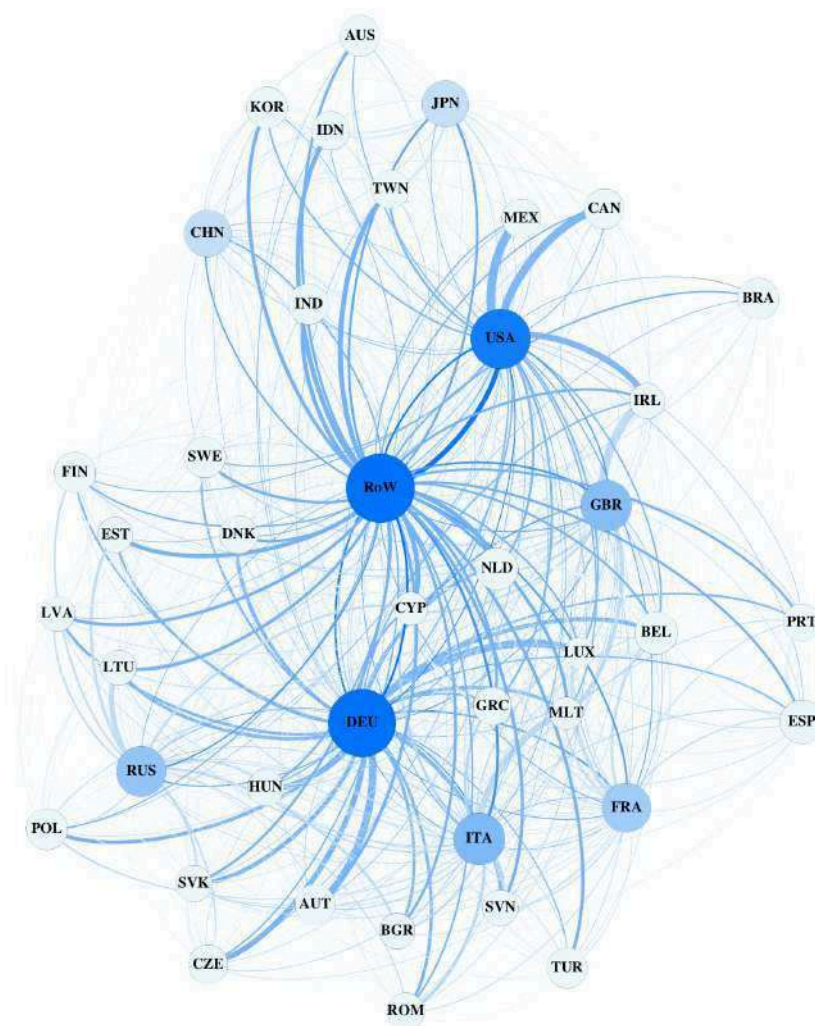 AUS
JPN
KOR
IDN
TWN
MEX
CAN
CHN
IND
BRA
USA
IRL
SWE
FIN
RoW
GBR
EST
DNK
NLD
CYP
LVA
PRT
BEL
LUX
LTU
GRC
MLT
DEU
ESP
RUS
HUN
FRA
POL
ITA
SVK
AUT
SVN
BGR
CZE
TUR
ROM